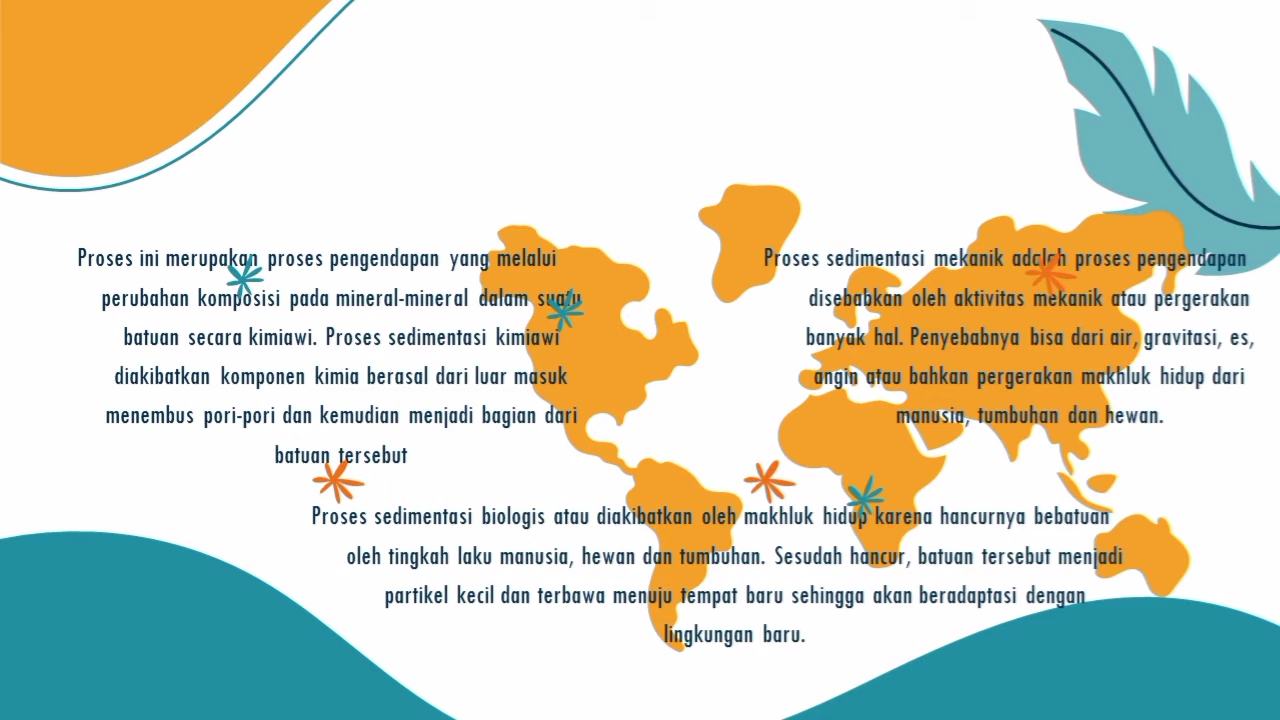 Proses ini merupakan proses pengendapan yang melalui
perubahan komposisi pada mineral-mineral dalam suatu
batuan secara kimiawi. Proses sedimentasi kimiawi
diakibatkan komponen kimia berasal dari luar masuk
menembus pori-pori dan kemudian menjadi bagian dari
batuan tersebut
Proses sedimentasi mekanik adalah proses pengendapan
disebabkan oleh aktivitas mekanik atau pergerakan
banyak hal. Penyebabnya bisa dari air, gravitasi, es,
angin atau bahkan pergerakan makhluk hidup dari
manusia, tumbuhan dan hewan.
Proses sedimentasi biologis atau diakibatkan oleh makhluk hidup karena hancurnya bebatuan
oleh tingkah laku manusia, hewan dan tumbuhan. Sesudah hancur, batuan tersebut menjadi
partikel kecil dan terbawa menuju tempat baru sehingga akan beradaptasi dengan
lingkungan baru.